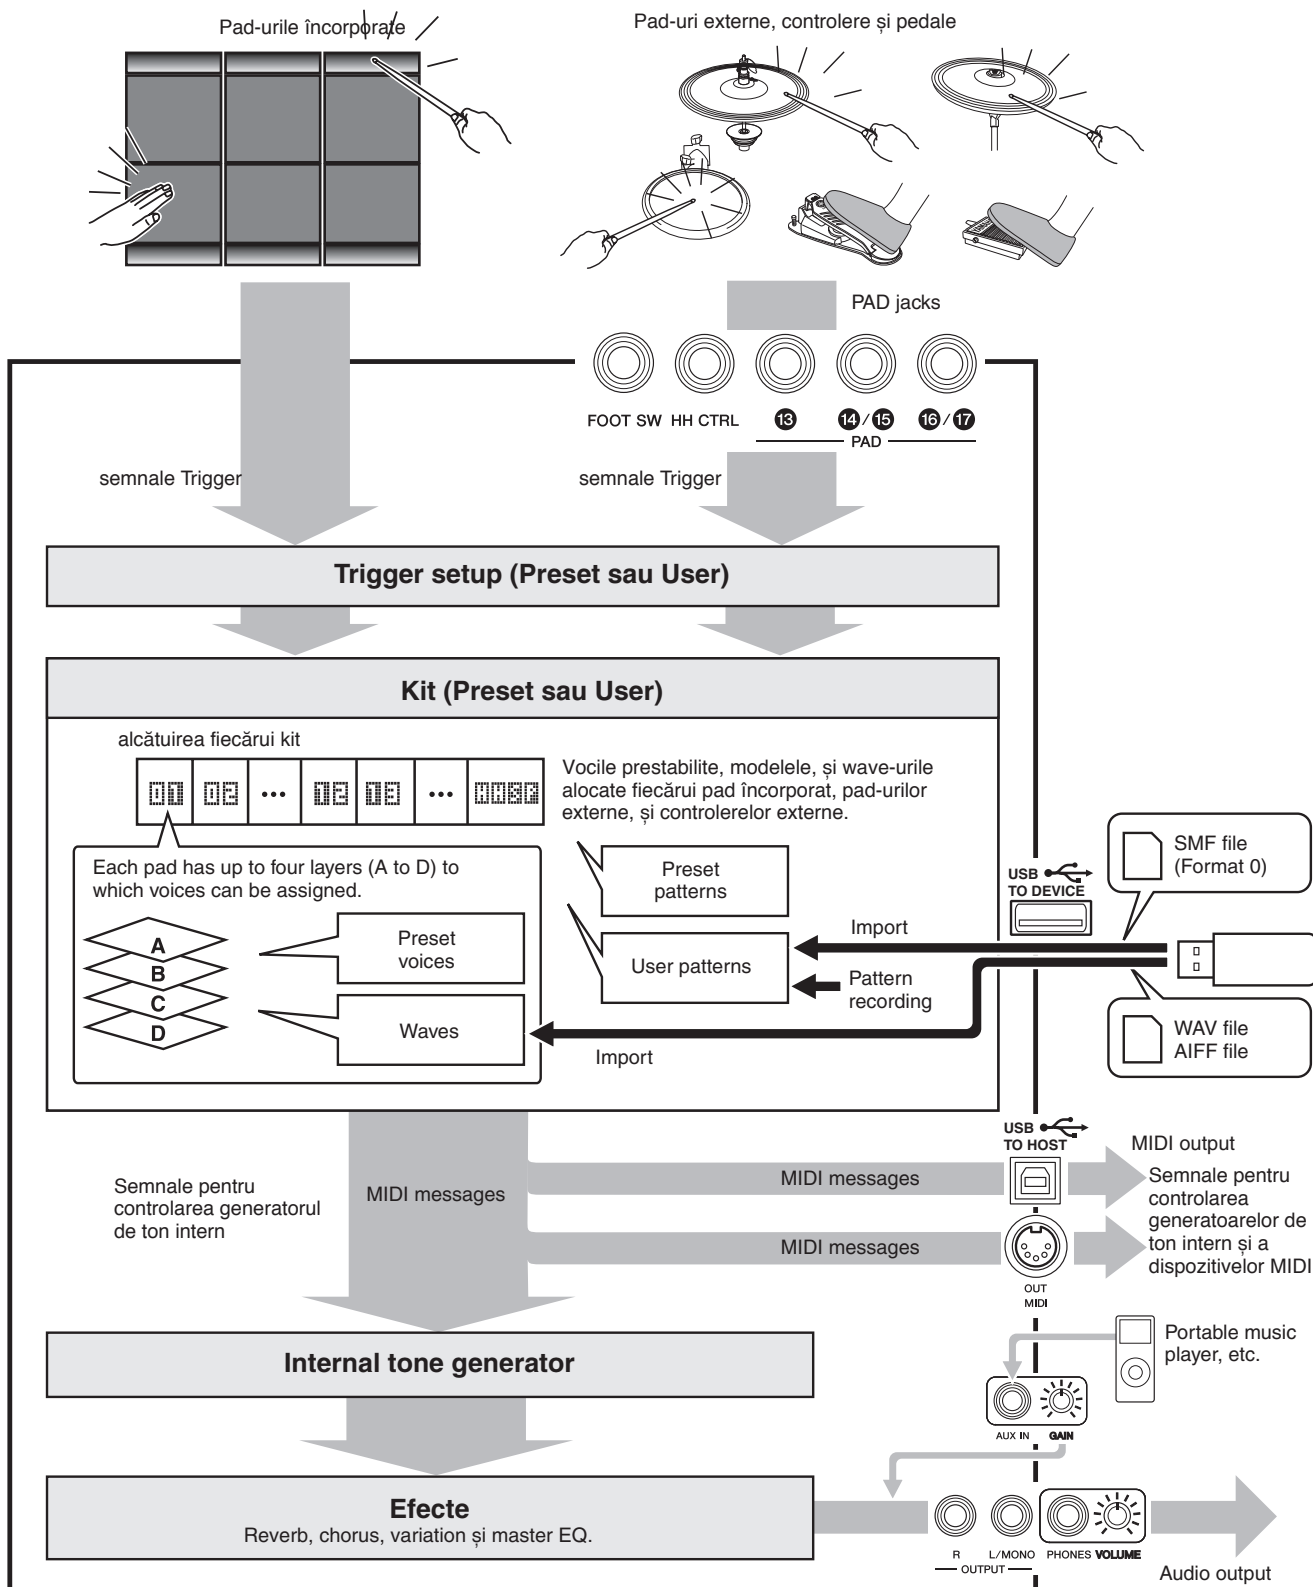 Pad-urile încorporate
Pad-uri externe, controlere și pedale
PAD jacks
FOOT SW
HH CTRL
13
14/15
16/17
PAD
semnale Trigger
semnale Trigger
Trigger setup (Preset sau User)
Kit (Preset sau User)
alcătuirea fiecărui kit
01
02
•••
12
13
•••
Vocile prestabilite, modelele, și wave-urile
alocate fiecărui pad încorporat, pad-urilor
externe, și controlerelor externe.
Each pad has up to four layers (A to D) to
which voices can be assigned.
A
B
C
D
Preset
voices
Waves
Preset
patterns
User patterns
Import
Pattern
recording
Import
USB
TO DEVICE
SMF file
(Format 0)
WAV file
AIFF file
Semnale pentru
controlarea generatorul
de ton intern
MIDI messages
MIDI messages
MIDI messages
USB
TO HOST
OUT
MIDI
MIDI output
Semnale pentru
controlarea
generatoarelor de
ton intern și a
dispozitivelor MIDI
Internal tone generator
Portable music
player, etc.
AUX IN
GAIN
Efecte
Reverb, chorus, variation și master EQ.
R
L/MONO
OUTPUT
PHONES
VOLUME
Audio output